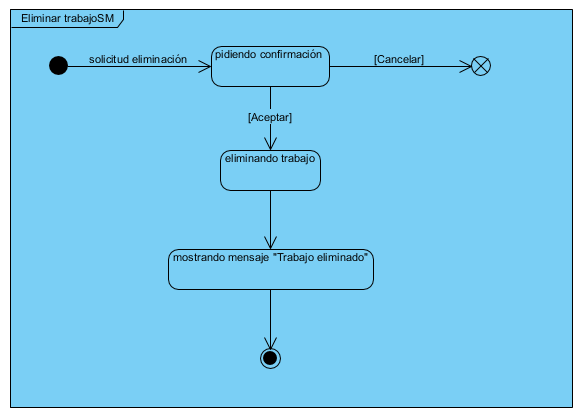 Eliminar trabajoSM
solicitud eliminación
pidiendo confirmación
[Cancelar]
[Aceptar]
eliminando trabajo
mostrando mensaje "Trabajo eliminado"